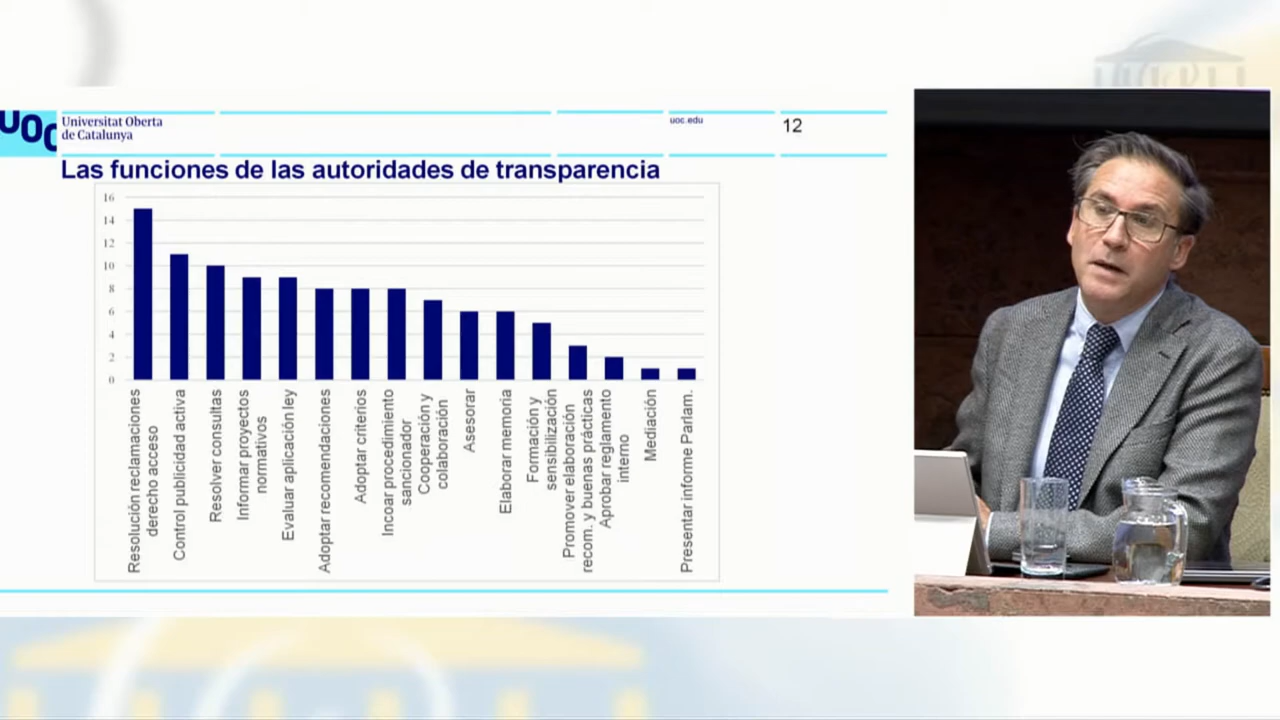 UOC
Universitat Oberta
de Catalunya
uoc.edu
12
Las funciones de las autoridades de transparencia
16
14
12
10
8
6
4
2
0
Resolución reclamaciones
derecho acceso
Control publicidad activa
Resolver consultas
Informar proyectos
normativos
Evaluar aplicación ley
Adoptar recomendaciones
Adoptar criterios
Incoar procedimiento
sancionador
Cooperación y
colaboración
Asesorar
Elaborar memoria
Formación y
sensibilización
Promover elaboración
recom. y buenas prácticas
Aprobar reglamento
interno
Mediación
Presentar informe Parlam.